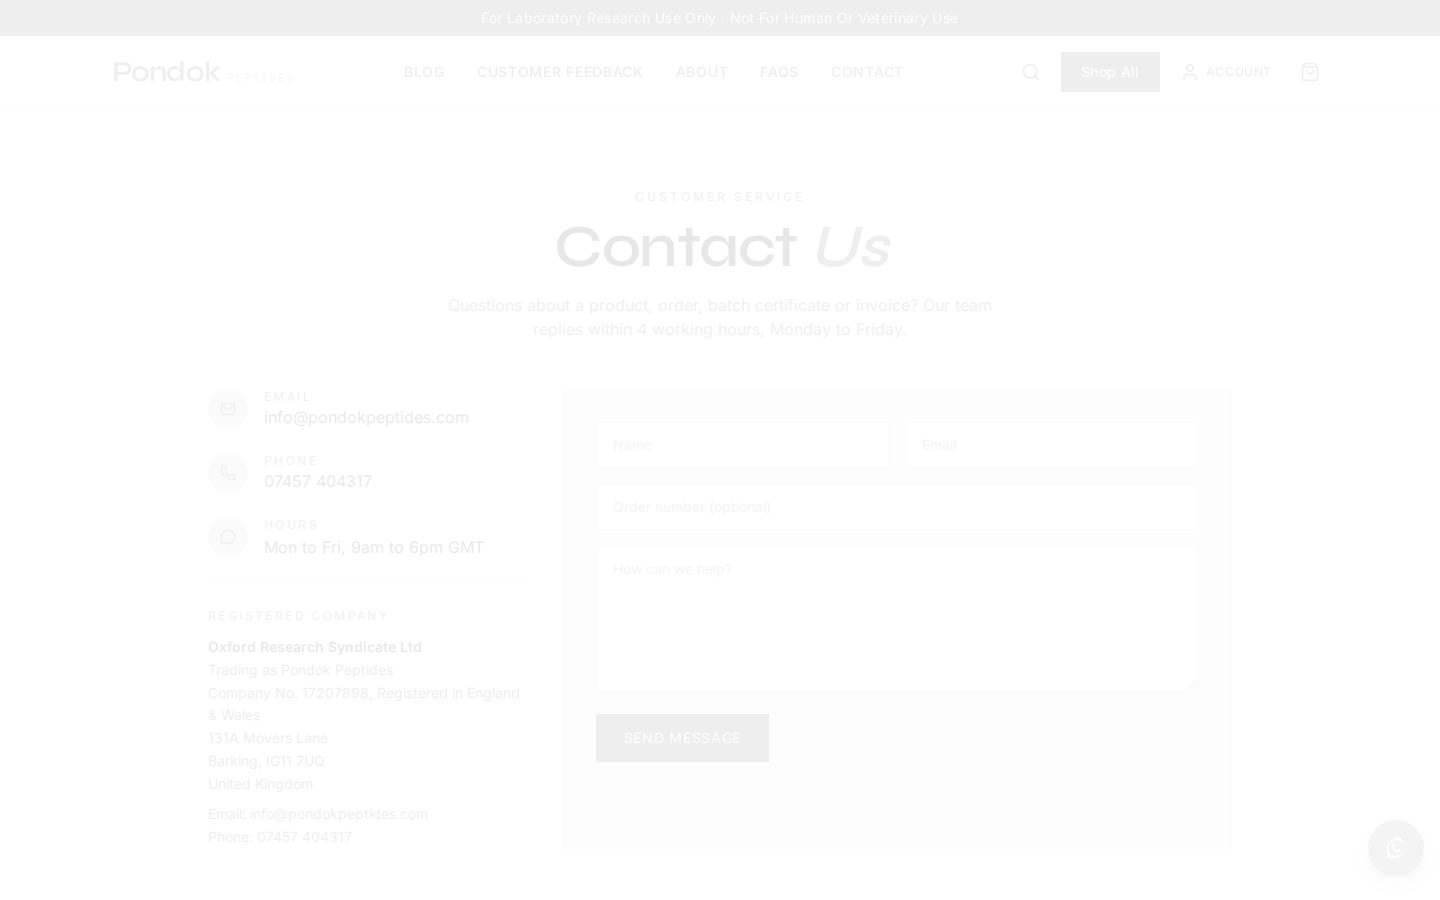 For Laboratory Research Use Only · Not For Human Or Veterinary Use
Pondok PEPTIDES
BLOG
CUSTOMER FEEDBACK
ABOUT
FAQS
CONTACT
Shop All
ACCOUNT
CUSTOMER SERVICE
Contact Us
Questions about a product, order, batch certificate or invoice? Our team
replies within 4 working hours, Monday to Friday.
EMAIL
info@pondokpeptides.com
PHONE
07457 404317
HOURS
Mon to Fri, 9am to 6pm GMT
REGISTERED COMPANY
Oxford Research Syndicate Ltd
Trading as Pondok Peptides
Company No. 17207898, Registered in England
& Wales
131A Movers Lane
Barking, IG11 7UQ
United Kingdom
Email: info@pondokpeptides.com
Phone: 07457 404317
Name
Email
Order number (optional)
How can we help?
SEND MESSAGE